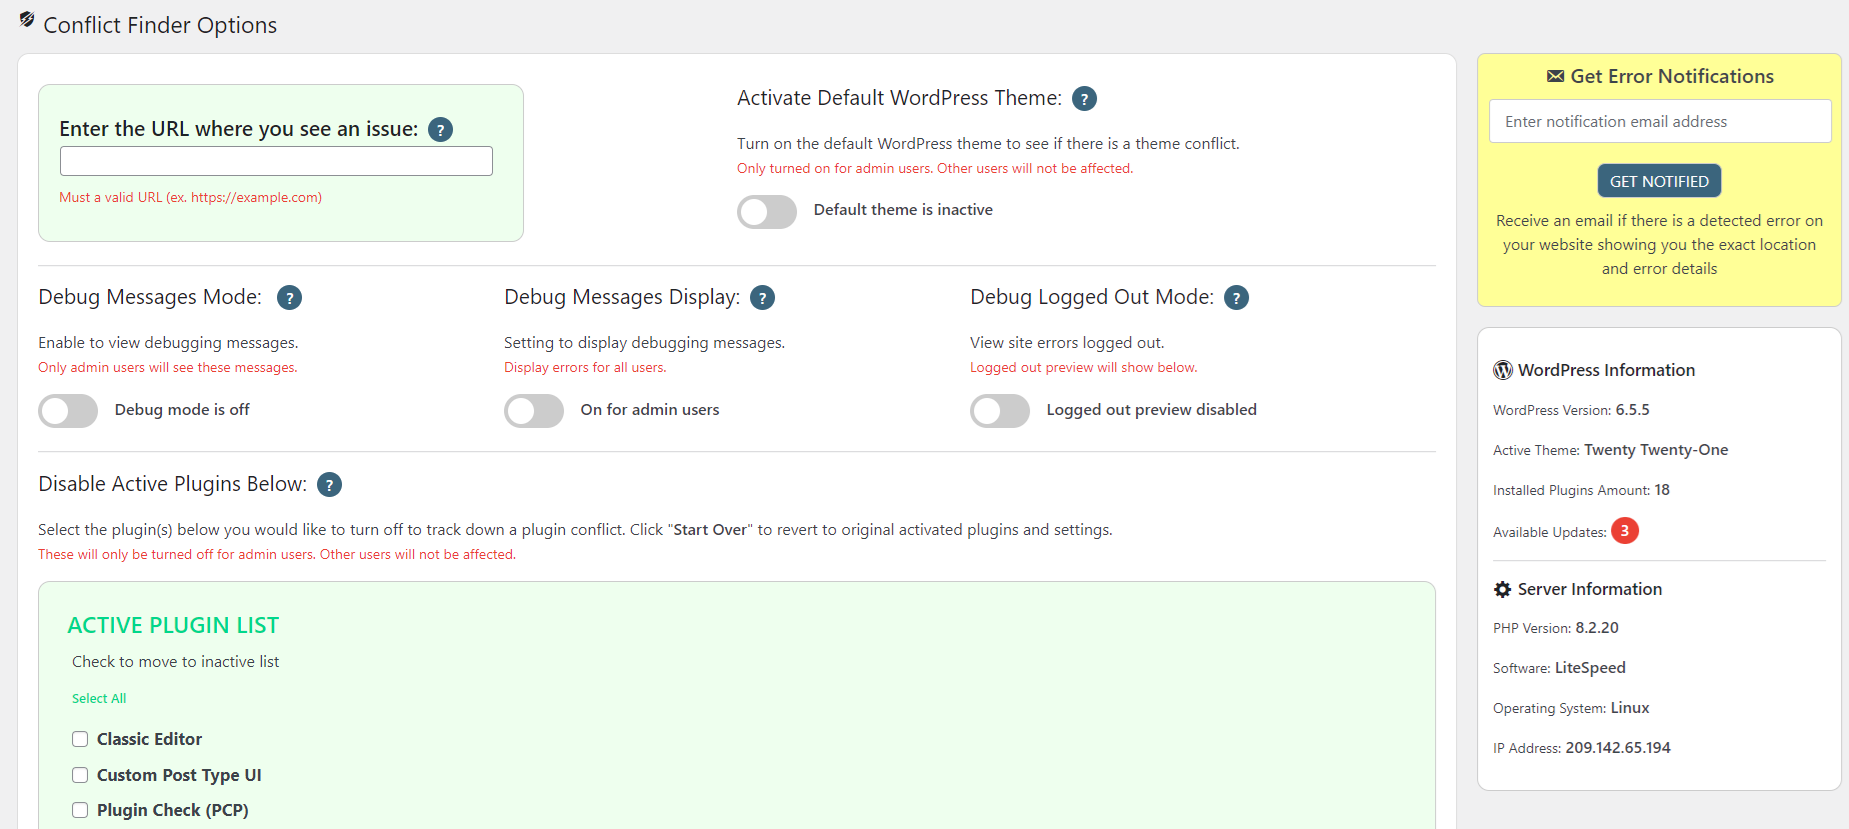 Conflict Finder Options
Enter the URL where you see an issue: ?
Must a valid URL (ex. https://example.com)
Activate Default WordPress Theme: ?
Turn on the default WordPress theme to see if there is a theme conflict.
Only turned on for admin users. Other users will not be affected.
Default theme is inactive
Debug Messages Mode: ?
Enable to view debugging messages.
Only admin users will see these messages.
Debug mode is off
Debug Messages Display: ?
Setting to display debugging messages.
Display errors for all users.
On for admin users
Debug Logged Out Mode: ?
View site errors logged out.
Logged out preview will show below.
Logged out preview disabled
Disable Active Plugins Below: ?
Select the plugin(s) below you would like to turn off to track down a plugin conflict. Click "Start Over" to revert to original activated plugins and settings.
These will only be turned off for admin users. Other users will not be affected.
ACTIVE PLUGIN LIST
Check to move to inactive list
Select All
Classic Editor
Custom Post Type UI
Plugin Check (PCP)
Get Error Notifications
Enter notification email address
GET NOTIFIED
Receive an email if there is a detected error on
your website showing you the exact location
and error details
WordPress Information
WordPress Version: 6.5.5
Active Theme: Twenty Twenty-One
Installed Plugins Amount: 18
Available Updates: 3
Server Information
PHP Version: 8.2.20
Software: LiteSpeed
Operating System: Linux
IP Address: 209.142.65.194